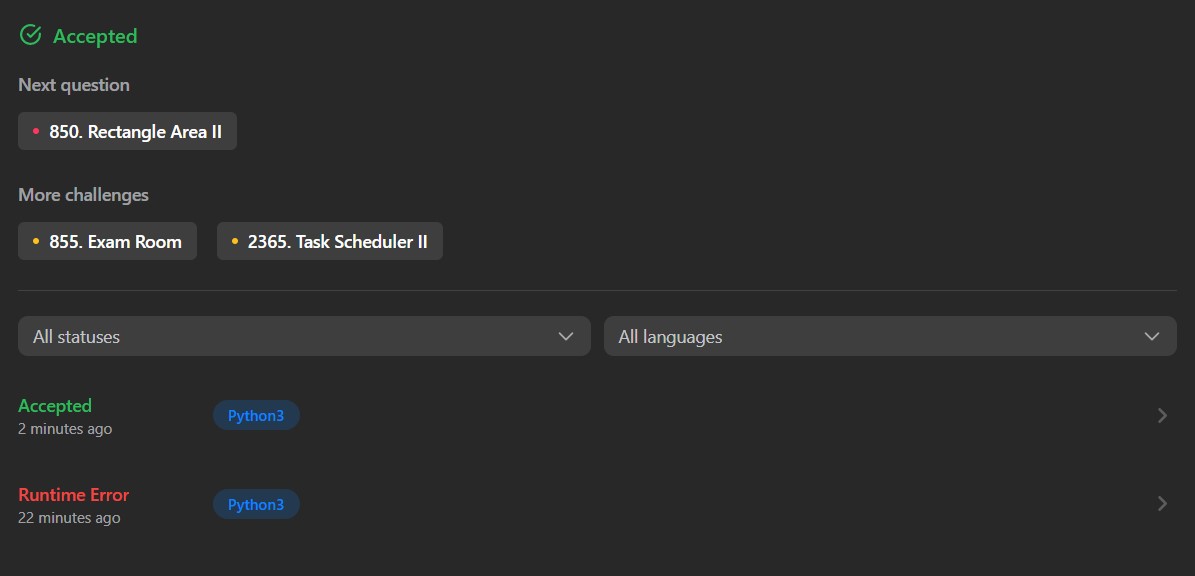 Accepted
Next question
850. Rectangle Area II
More challenges
855. Exam Room
2365. Task Scheduler II
All statuses
All languages
Accepted
Python3
2 minutes ago
Runtime Error
Python3
22 minutes ago